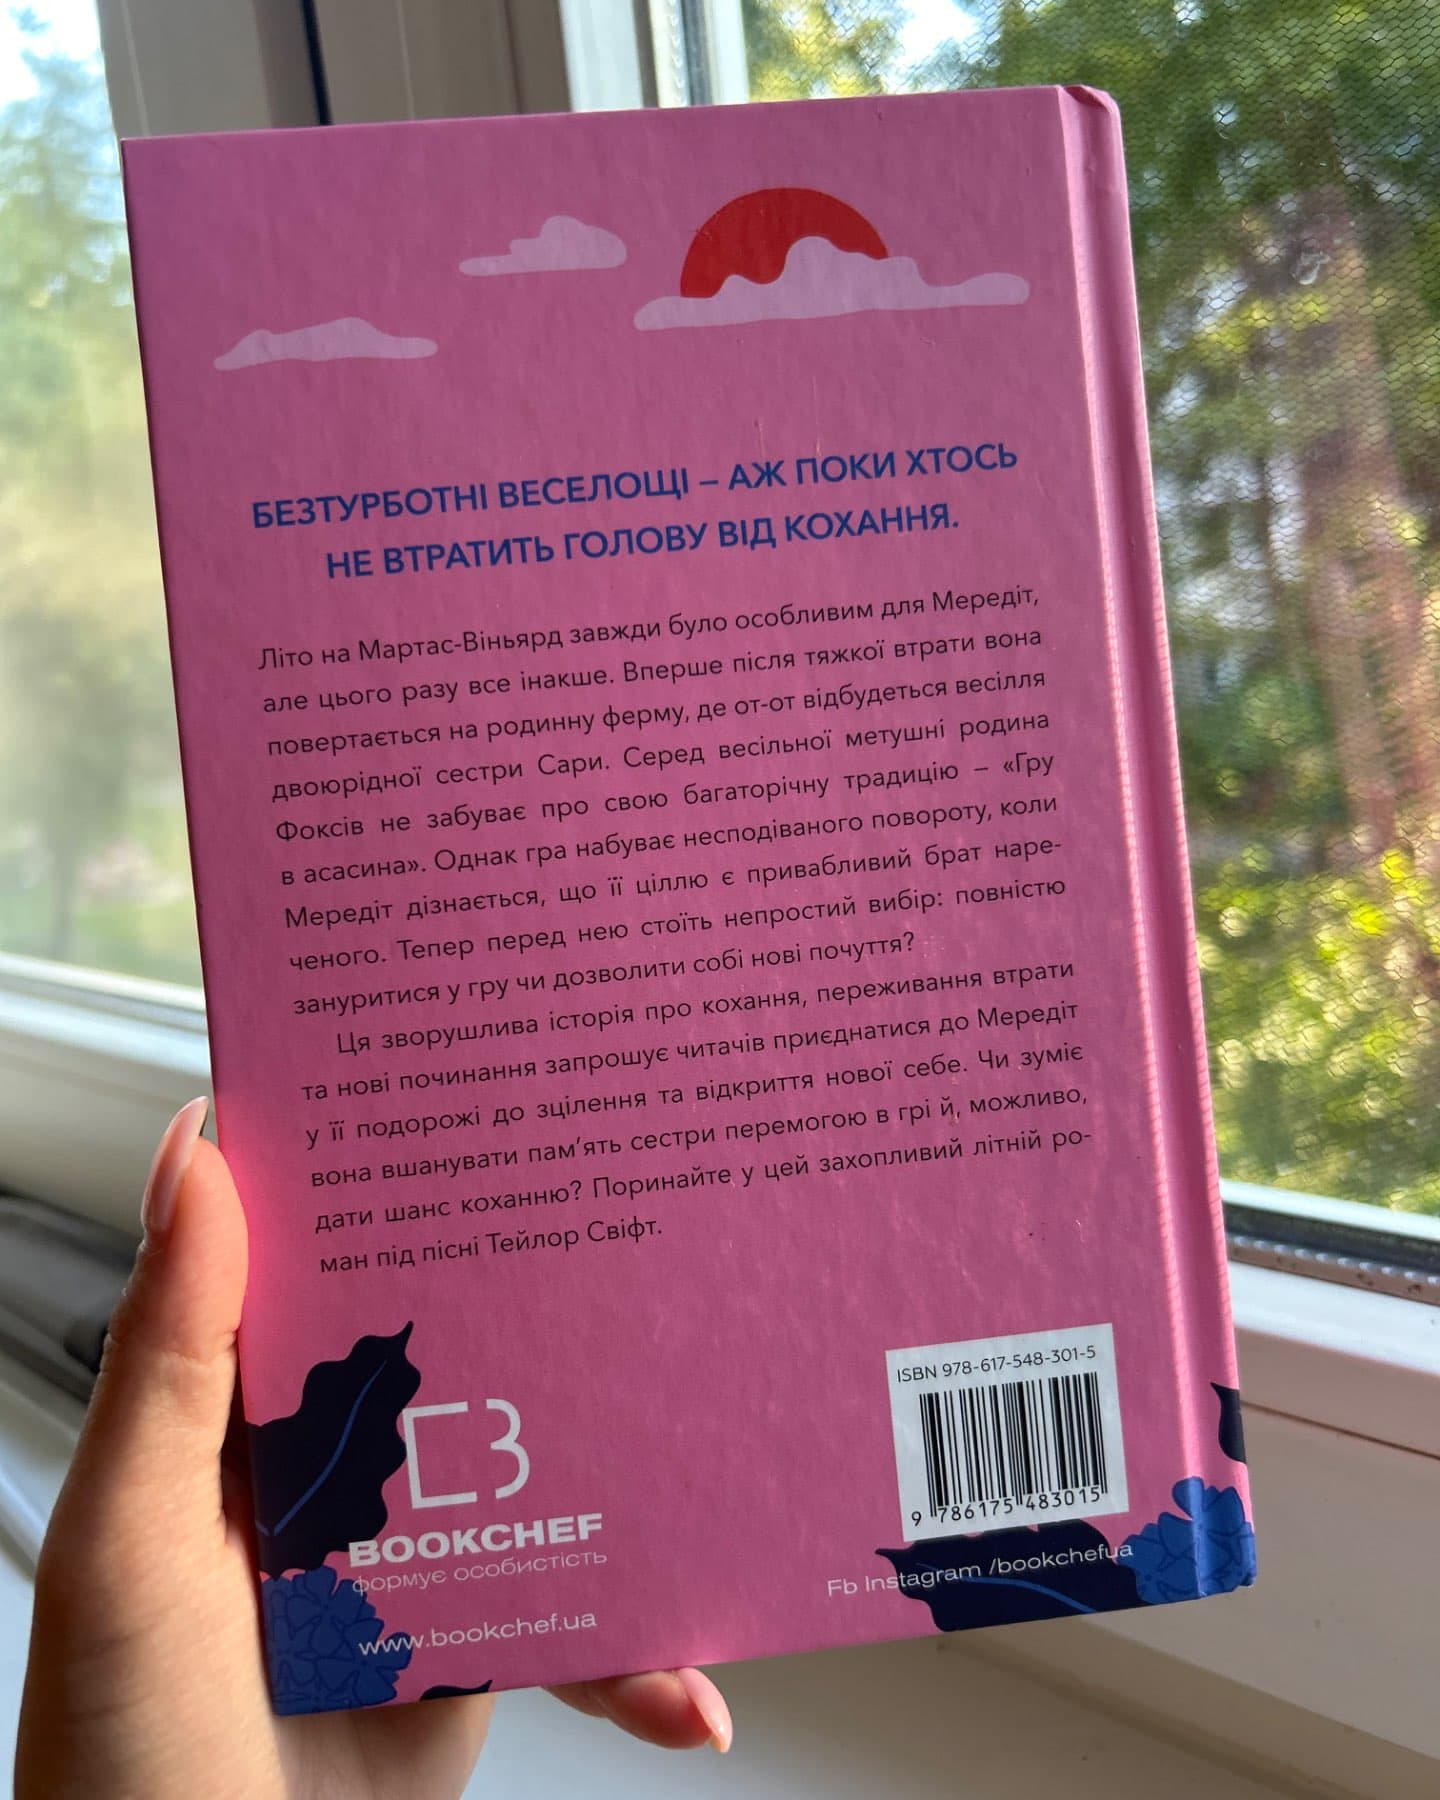 БЕЗТУРБОТНІ ВЕСЕЛОЩІ – АЖ ПОКИ ХТОСЬ
НЕ ВТРАТИТЬ ГОЛОВУ ВІД КОХАННЯ.
Літо на Мартас-Віньярд завжди було особливим для Мередіт,
але цього разу все інакше. Вперше після тяжкої втрати вона
повертається на родинну ферму, де от-от відбудеться весілля
двоюрідної сестри Сари. Серед весільної метушні родина
Фоксів не забуває про свою багаторічну традицію – «Гру
в асасина». Однак гра набуває несподіваного повороту, коли
Мередіт дізнається, що її ціллю є привабливий брат наре-
ченого. Тепер перед нею стоїть непростий вибір: повністю
зануритися у гру чи дозволити собі нові почуття?
Ця зворушлива історія про кохання, переживання втрати
та нові починання запрошує читачів приєднатися до Мередіт
у її подорожі до зцілення та відкриття нової себе. Чи зуміє
вона вшанувати пам’ять сестри перемогою в грі й, можливо,
дати шанс коханню? Поринайте у цей захопливий літній ро-
ман під пісні Тейлор Свіфт.
BOOKCHEF
формує особистість
www.bookchef.ua
ISBN 978-617-548-301-5
9 786175 483015
Fb Instagram /bookchefua